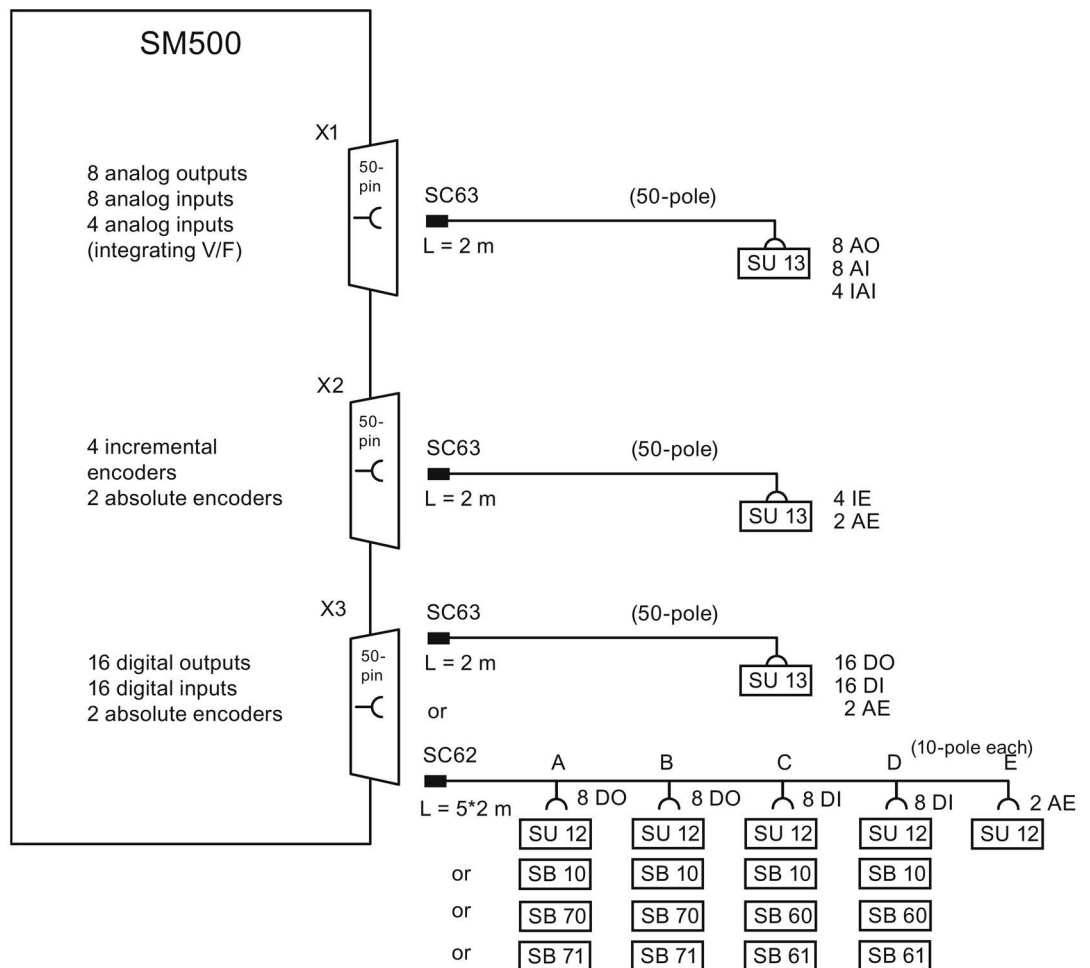 SM500
X1
50-
pin
8 analog outputs
8 analog inputs
4 analog inputs
(integrating V/F)
SC63
(50-pole)
L = 2 m
SU 13
8 AO
8 AI
4 IAI
X2
50-
pin
4 incremental
encoders
2 absolute encoders
SC63
(50-pole)
L = 2 m
SU 13
4 IE
2 AE
X3
50-
pin
16 digital outputs
16 digital inputs
2 absolute encoders
SC63
(50-pole)
L = 2 m
SU 13
16 DO
16 DI
2 AE
or
SC62
(10-pole each)
A B C D E
L = 5*2 m
8 DO 8 DO 8 DI 8 DI 2 AE
SU 12 SU 12 SU 12 SU 12 SU 12
or SB 10 SB 10 SB 10 SB 10
or SB 70 SB 70 SB 60 SB 60
or SB 71 SB 71 SB 61 SB 61